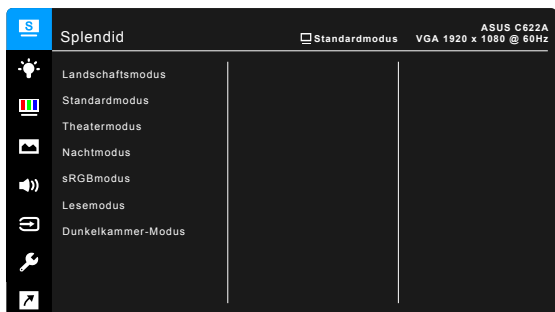 S
Splendid
Standardmodus
ASUS C622A
VGA 1920 x 1080 @ 60Hz
Landschaftsmodus
Standardmodus
Theatermodus
Nachtmodus
sRGBmodus
Lesemodus
Dunkelkammer-Modus